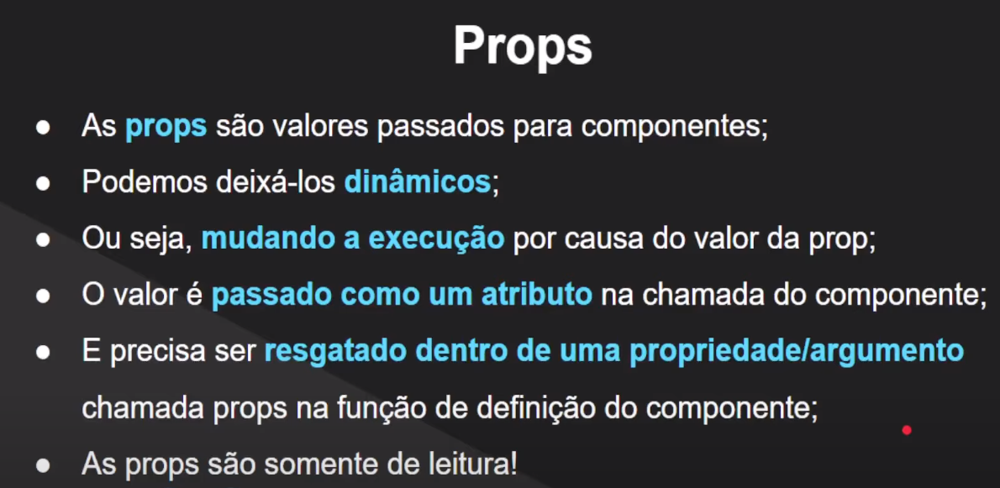 Props
● As props são valores passados para componentes;
● Podemos deixá-los dinâmicos;
● Ou seja, mudando a execução por causa do valor da prop;
● O valor é passado como um atributo na chamada do componente;
● E precisa ser resgatado dentro de uma propriedade/argumento
chamada props na função de definição do componente;
● As props são somente de leitura!